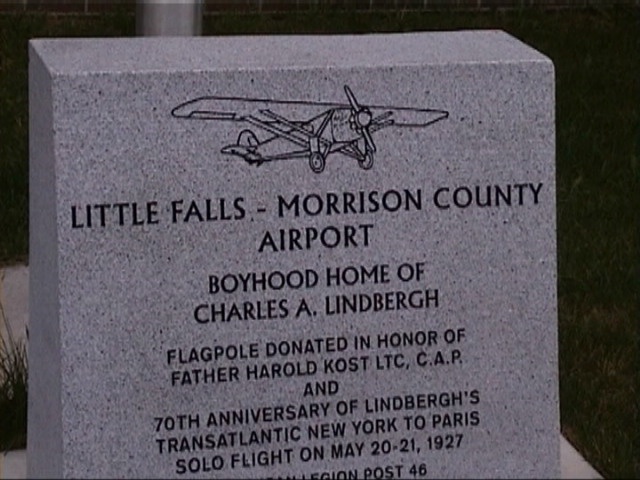 LITTLE FALLS - MORRISON COUNTY
AIRPORT
BOYHOOD HOME OF
CHARLES A. LINDBERGH
FLAGPOLE DONATED IN HONOR OF
FATHER HAROLD KOST LTC, C.A.P.
AND
70TH ANNIVERSARY OF LINDBERGH'S
TRANSATLANTIC NEW YORK TO PARIS
SOLO FLIGHT ON MAY 20-21, 1927
LEGION POST 46